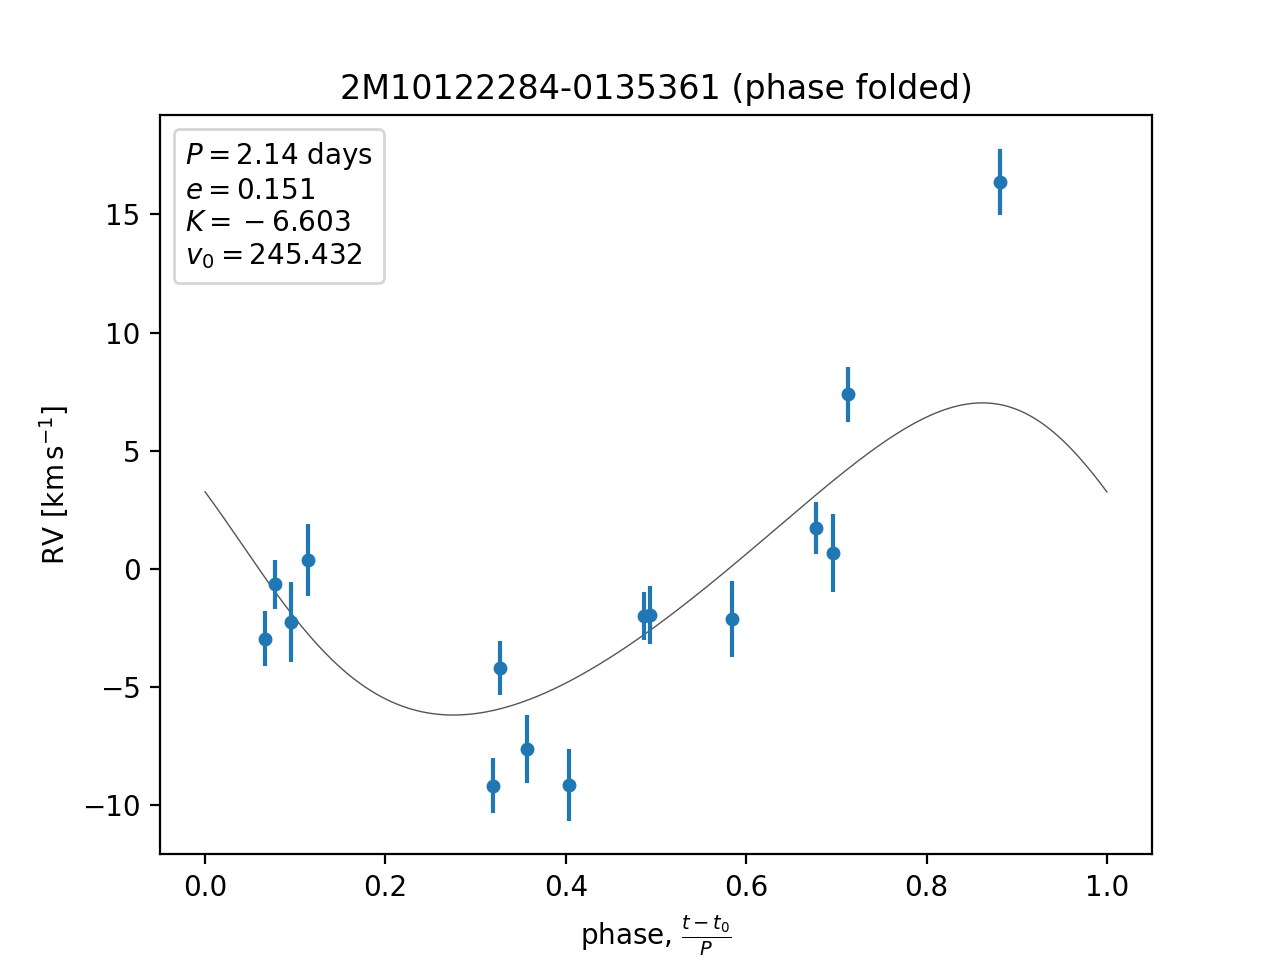 2M10122284-0135361 (phase folded)
P = 2.14 days
e = 0.151
K = −6.603
v₀ = 245.432
15
10
5
0
−5
−10
RV [km s⁻¹]
0.0 0.2 0.4 0.6 0.8 1.0
phase, (t − t₀)/P